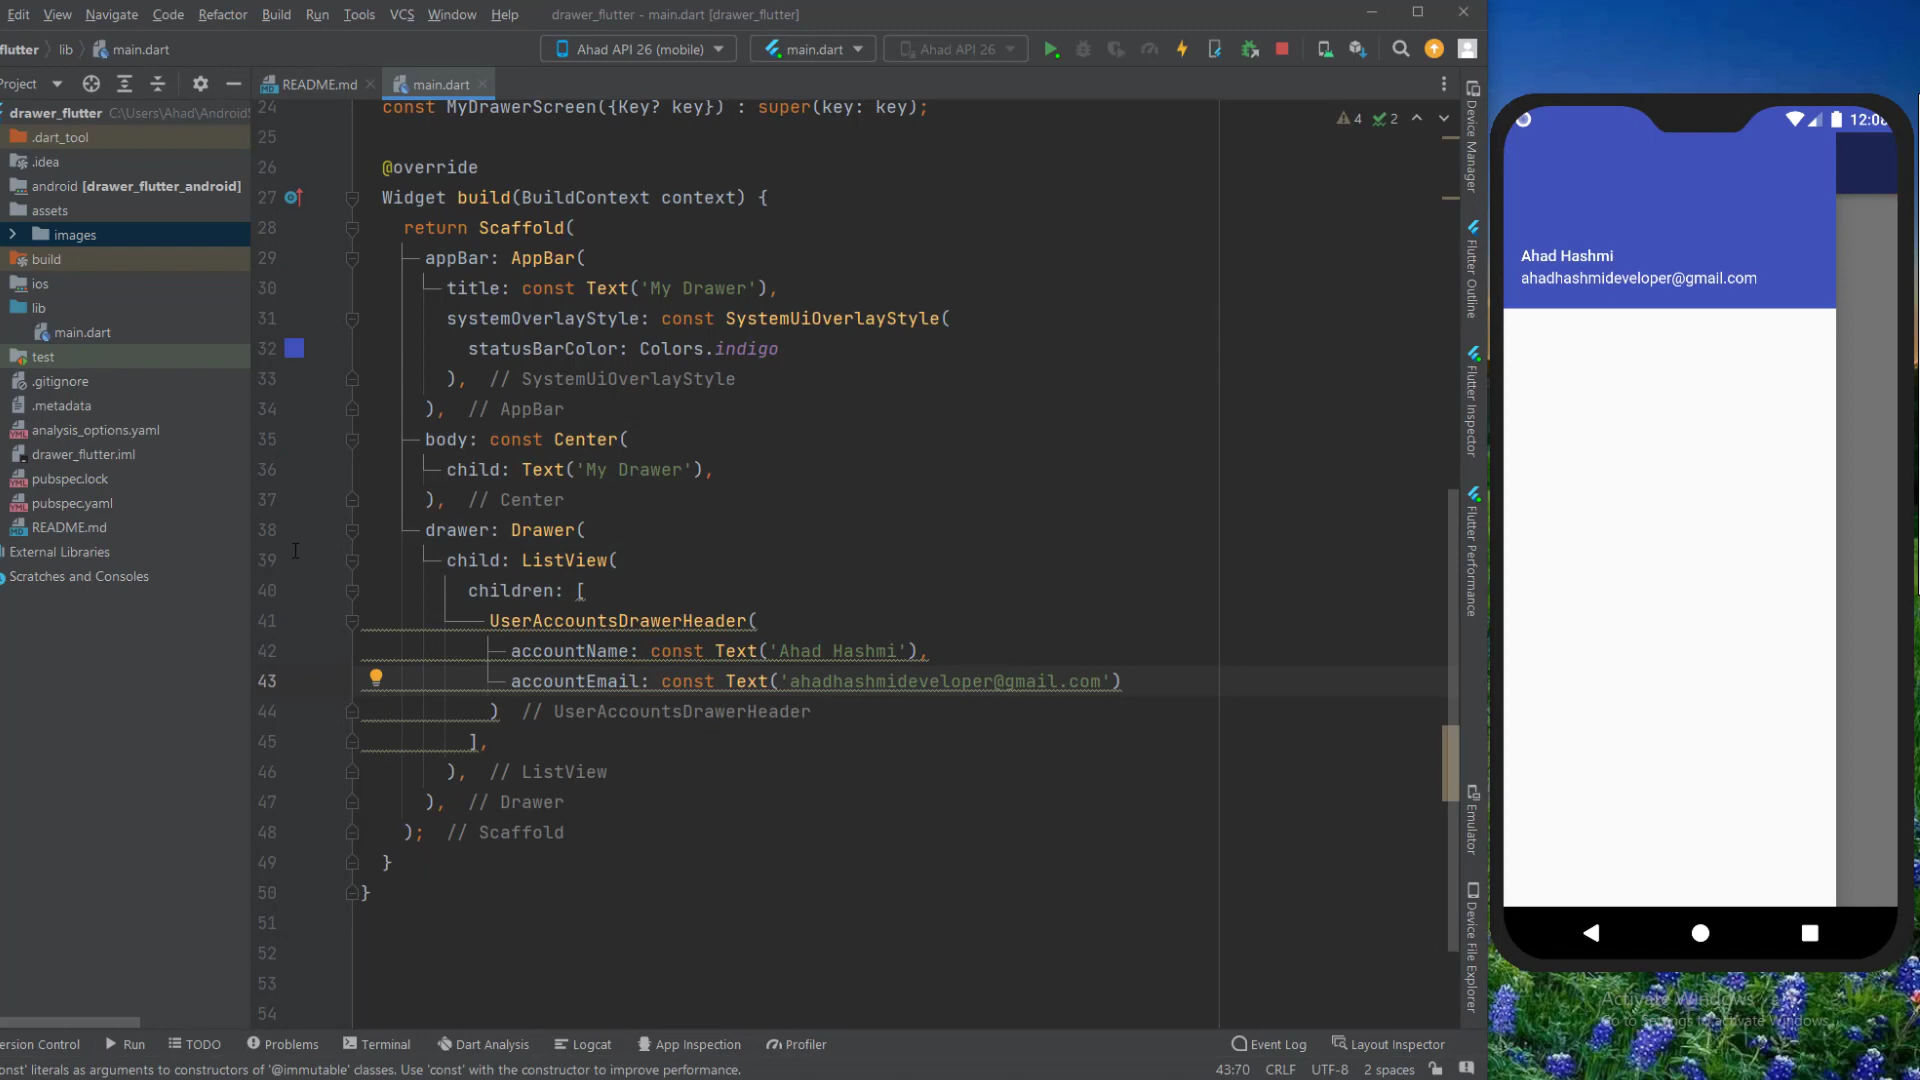 Edit View Navigate Code Refactor Build Run Tools VCS Window Help drawer_flutter - main.dart [drawer_flutter]
flutter lib main.dart Ahad API 26 (mobile) main.dart Ahad API 26
Project README.md main.dart
drawer_flutter C:\Users\Ahad\Android
.dart_tool
.idea
android [drawer_flutter_android]
assets
images
build
ios
lib
main.dart
test
.gitignore
.metadata
analysis_options.yaml
drawer_flutter.iml
pubspec.lock
pubspec.yaml
README.md
External Libraries
Scratches and Consoles
24 const MyDrawerScreen({Key? key}) : super(key: key);
4 2
25
26 @override
27 Widget build(BuildContext context) {
28 return Scaffold(
29 appBar: AppBar(
30 title: const Text('My Drawer'),
31 systemOverlayStyle: const SystemUiOverlayStyle(
32 statusBarColor: Colors.indigo
33 ), // SystemUiOverlayStyle
34 ), // AppBar
35 body: const Center(
36 child: Text('My Drawer'),
37 ), // Center
38 drawer: Drawer(
39 child: ListView(
40 children: [
41 UserAccountsDrawerHeader(
42 accountName: const Text('Ahad Hashmi'),
43 accountEmail: const Text('ahadhashmideveloper@gmail.com')
44 ) // UserAccountsDrawerHeader
45 ],
46 ), // ListView
47 ), // Drawer
48 ); // Scaffold
49 }
50 }
51
52
53
54
Device Manager
Flutter Outline
Flutter Inspector
Flutter Performance
Emulator
Device File Explorer
12:08
Ahad Hashmi
ahadhashmideveloper@gmail.com
Activate Windows
Go to Settings to activate Windows.
ersion Control Run TODO Problems Terminal Dart Analysis Logcat App Inspection Profiler Event Log Layout Inspector
onst' literals as arguments to constructors of '@immutable' classes. Use 'const' with the constructor to improve performance. 43:70 CRLF UTF-8 2 spaces